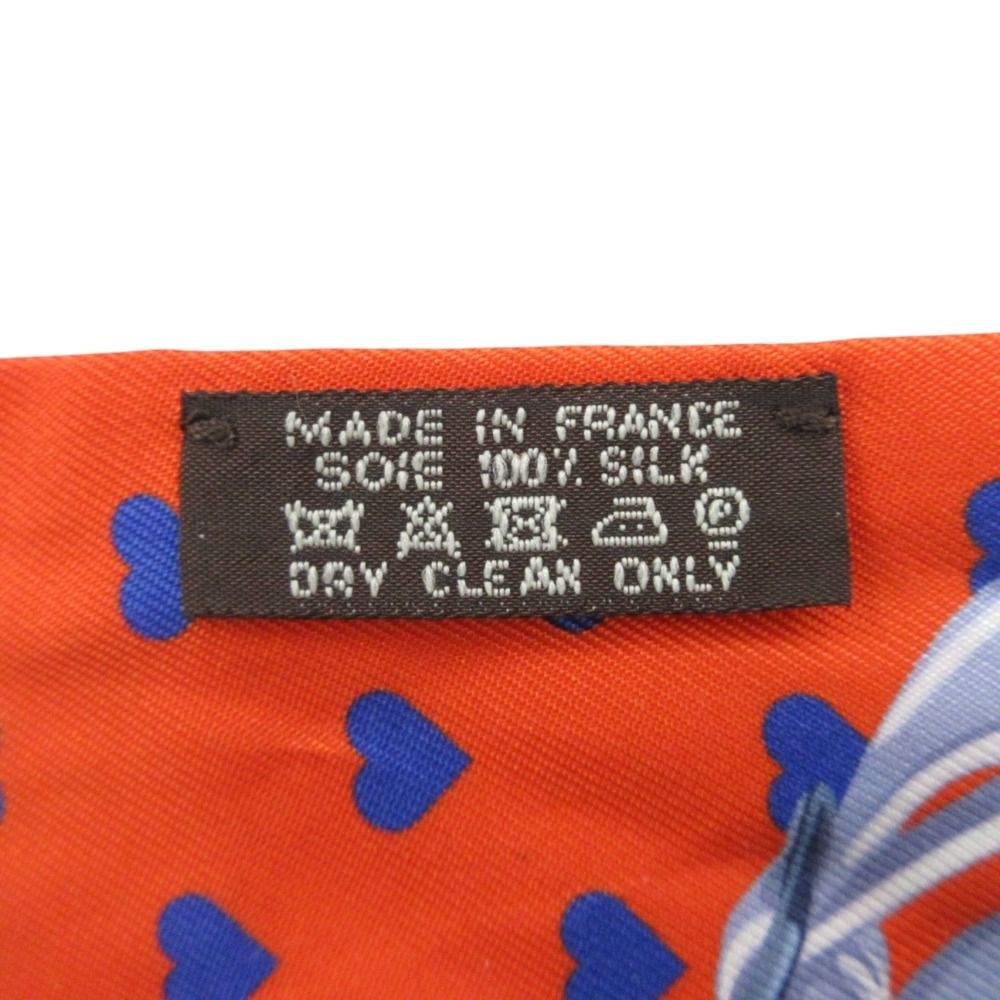 MADE IN FRANCE
SOIE 100% SILK
P
DRY CLEAN ONLY